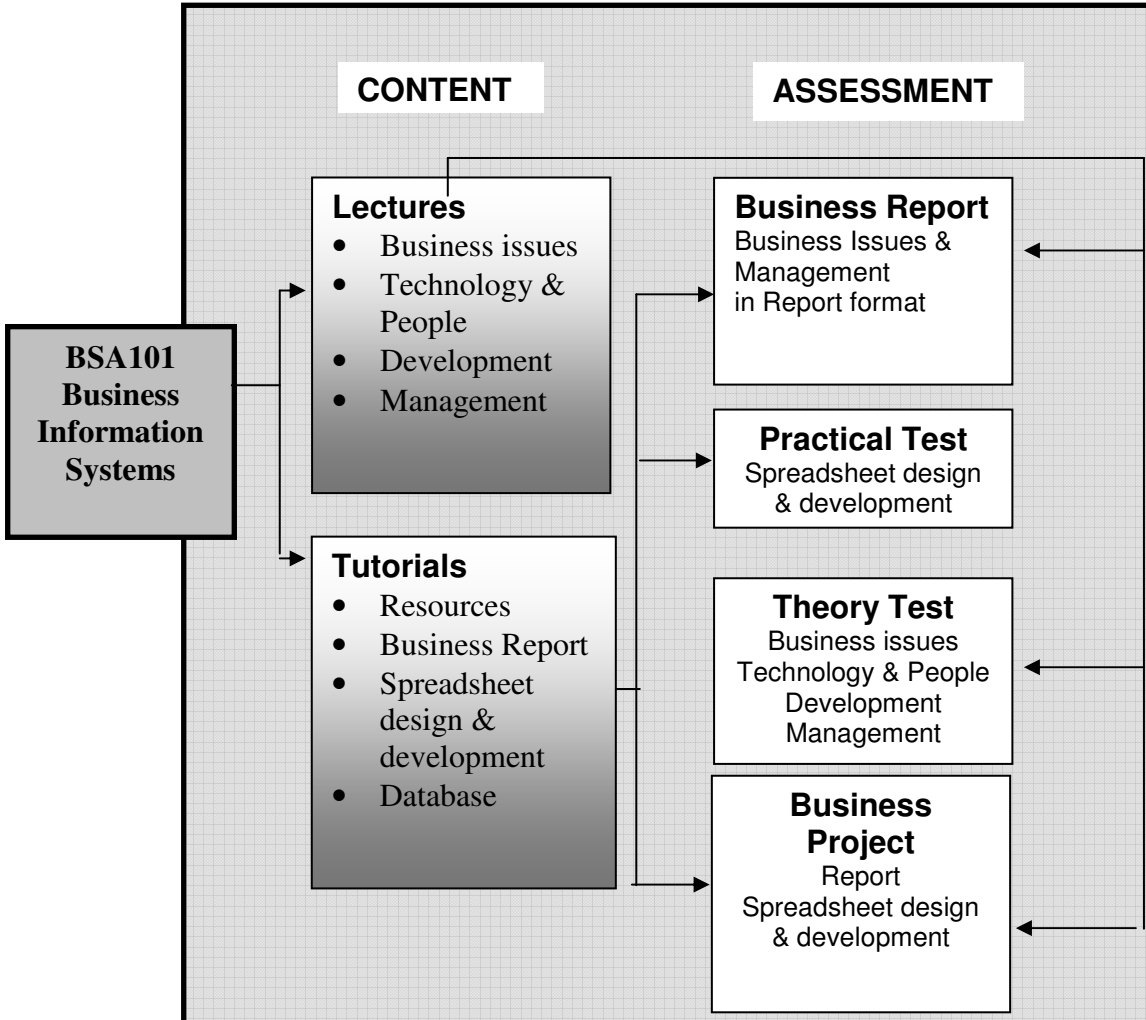 CONTENT
ASSESSMENT
BSA101
Business
Information
Systems
Lectures
• Business issues
• Technology &
People
• Development
• Management
Tutorials
• Resources
• Business Report
• Spreadsheet
design &
development
• Database
Business Report
Business Issues &
Management
in Report format
Practical Test
Spreadsheet design
& development
Theory Test
Business issues
Technology & People
Development
Management
Business
Project
Report
Spreadsheet design
& development